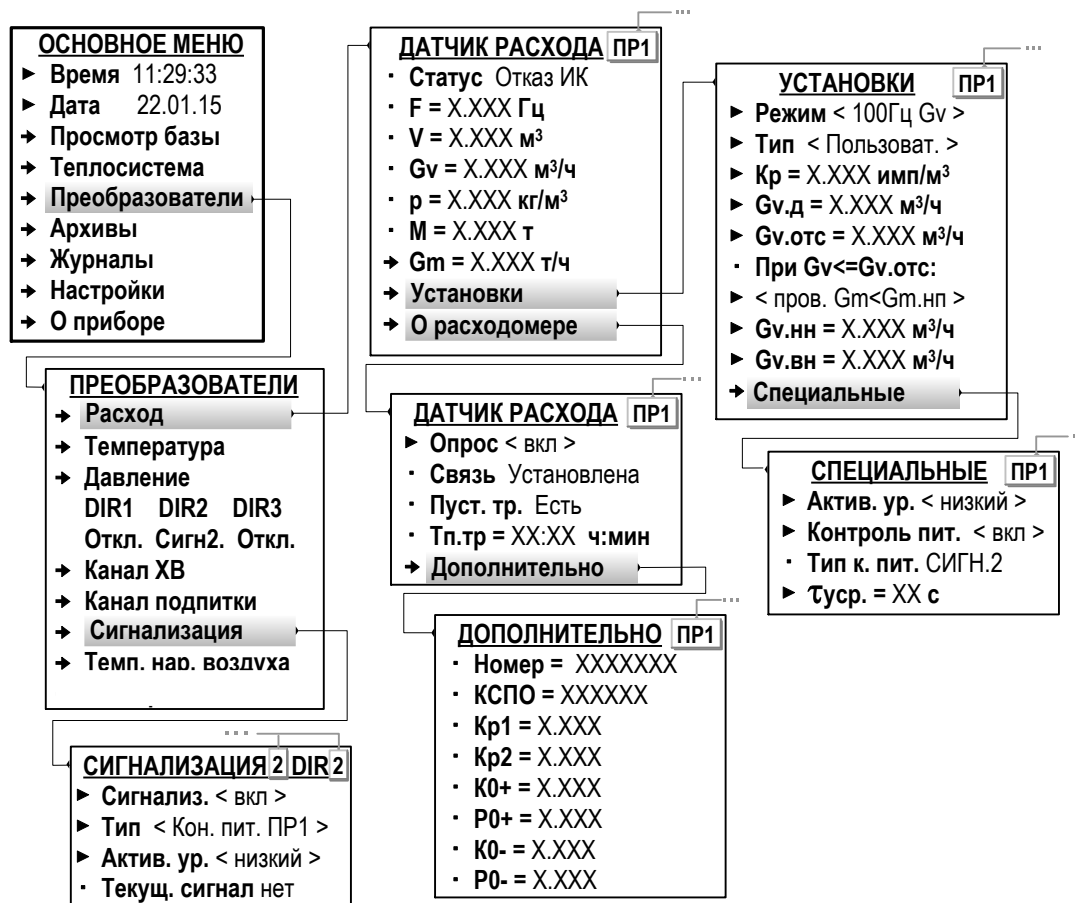 ОСНОВНОЕ МЕНЮ
Время 11:29:33
Дата 22.01.15
Просмотр базы
Теплосистема
Преобразователи
Архивы
Журналы
Настройки
О приборе
ПРЕОБРАЗОВАТЕЛИ
Расход
Температура
Давление
DIR1 DIR2 DIR3
Откл. Сигн2. Откл.
Канал ХВ
Канал подпитки
Сигнализация
Темп. нар. воздуха
СИГНАЛИЗАЦИЯ 2 DIR 2
Сигнализ. < вкл >
Тип < Кон. пит. ПР1 >
Актив. ур. < низкий >
Текущ. сигнал нет
ДАТЧИК РАСХОДА ПР1
Статус Отказ ИК
F = X.XXX Гц
V = X.XXX м³
Gv = X.XXX м³/ч
p = X.XXX кг/м³
M = X.XXX т
Gm = X.XXX т/ч
Установки
О расходомере
ДАТЧИК РАСХОДА ПР1
Опрос < вкл >
Связь Установлена
Пуст. тр. Есть
Тп.тр = XX:XX ч:мин
Дополнительно
ДОПОЛНИТЕЛЬНО ПР1
Номер = XXXXXXX
КСПО = XXXXXX
Кр1 = X.XXX
Кр2 = X.XXX
К0+ = X.XXX
Р0+ = X.XXX
К0- = X.XXX
Р0- = X.XXX
УСТАНОВКИ ПР1
Режим < 100Гц Gv >
Тип < Пользоват. >
Кр = X.XXX имп/м³
Gv.д = X.XXX м³/ч
Gv.отс = X.XXX м³/ч
При Gv<=Gv.отс:
< пров. Gm<Gm.нп >
Gv.нн = X.XXX м³/ч
Gv.вн = X.XXX м³/ч
Специальные
СПЕЦИАЛЬНЫЕ ПР1
Актив. ур. < низкий >
Контроль пит. < вкл >
Тип к. пит. СИГН.2
τуср. = XX с